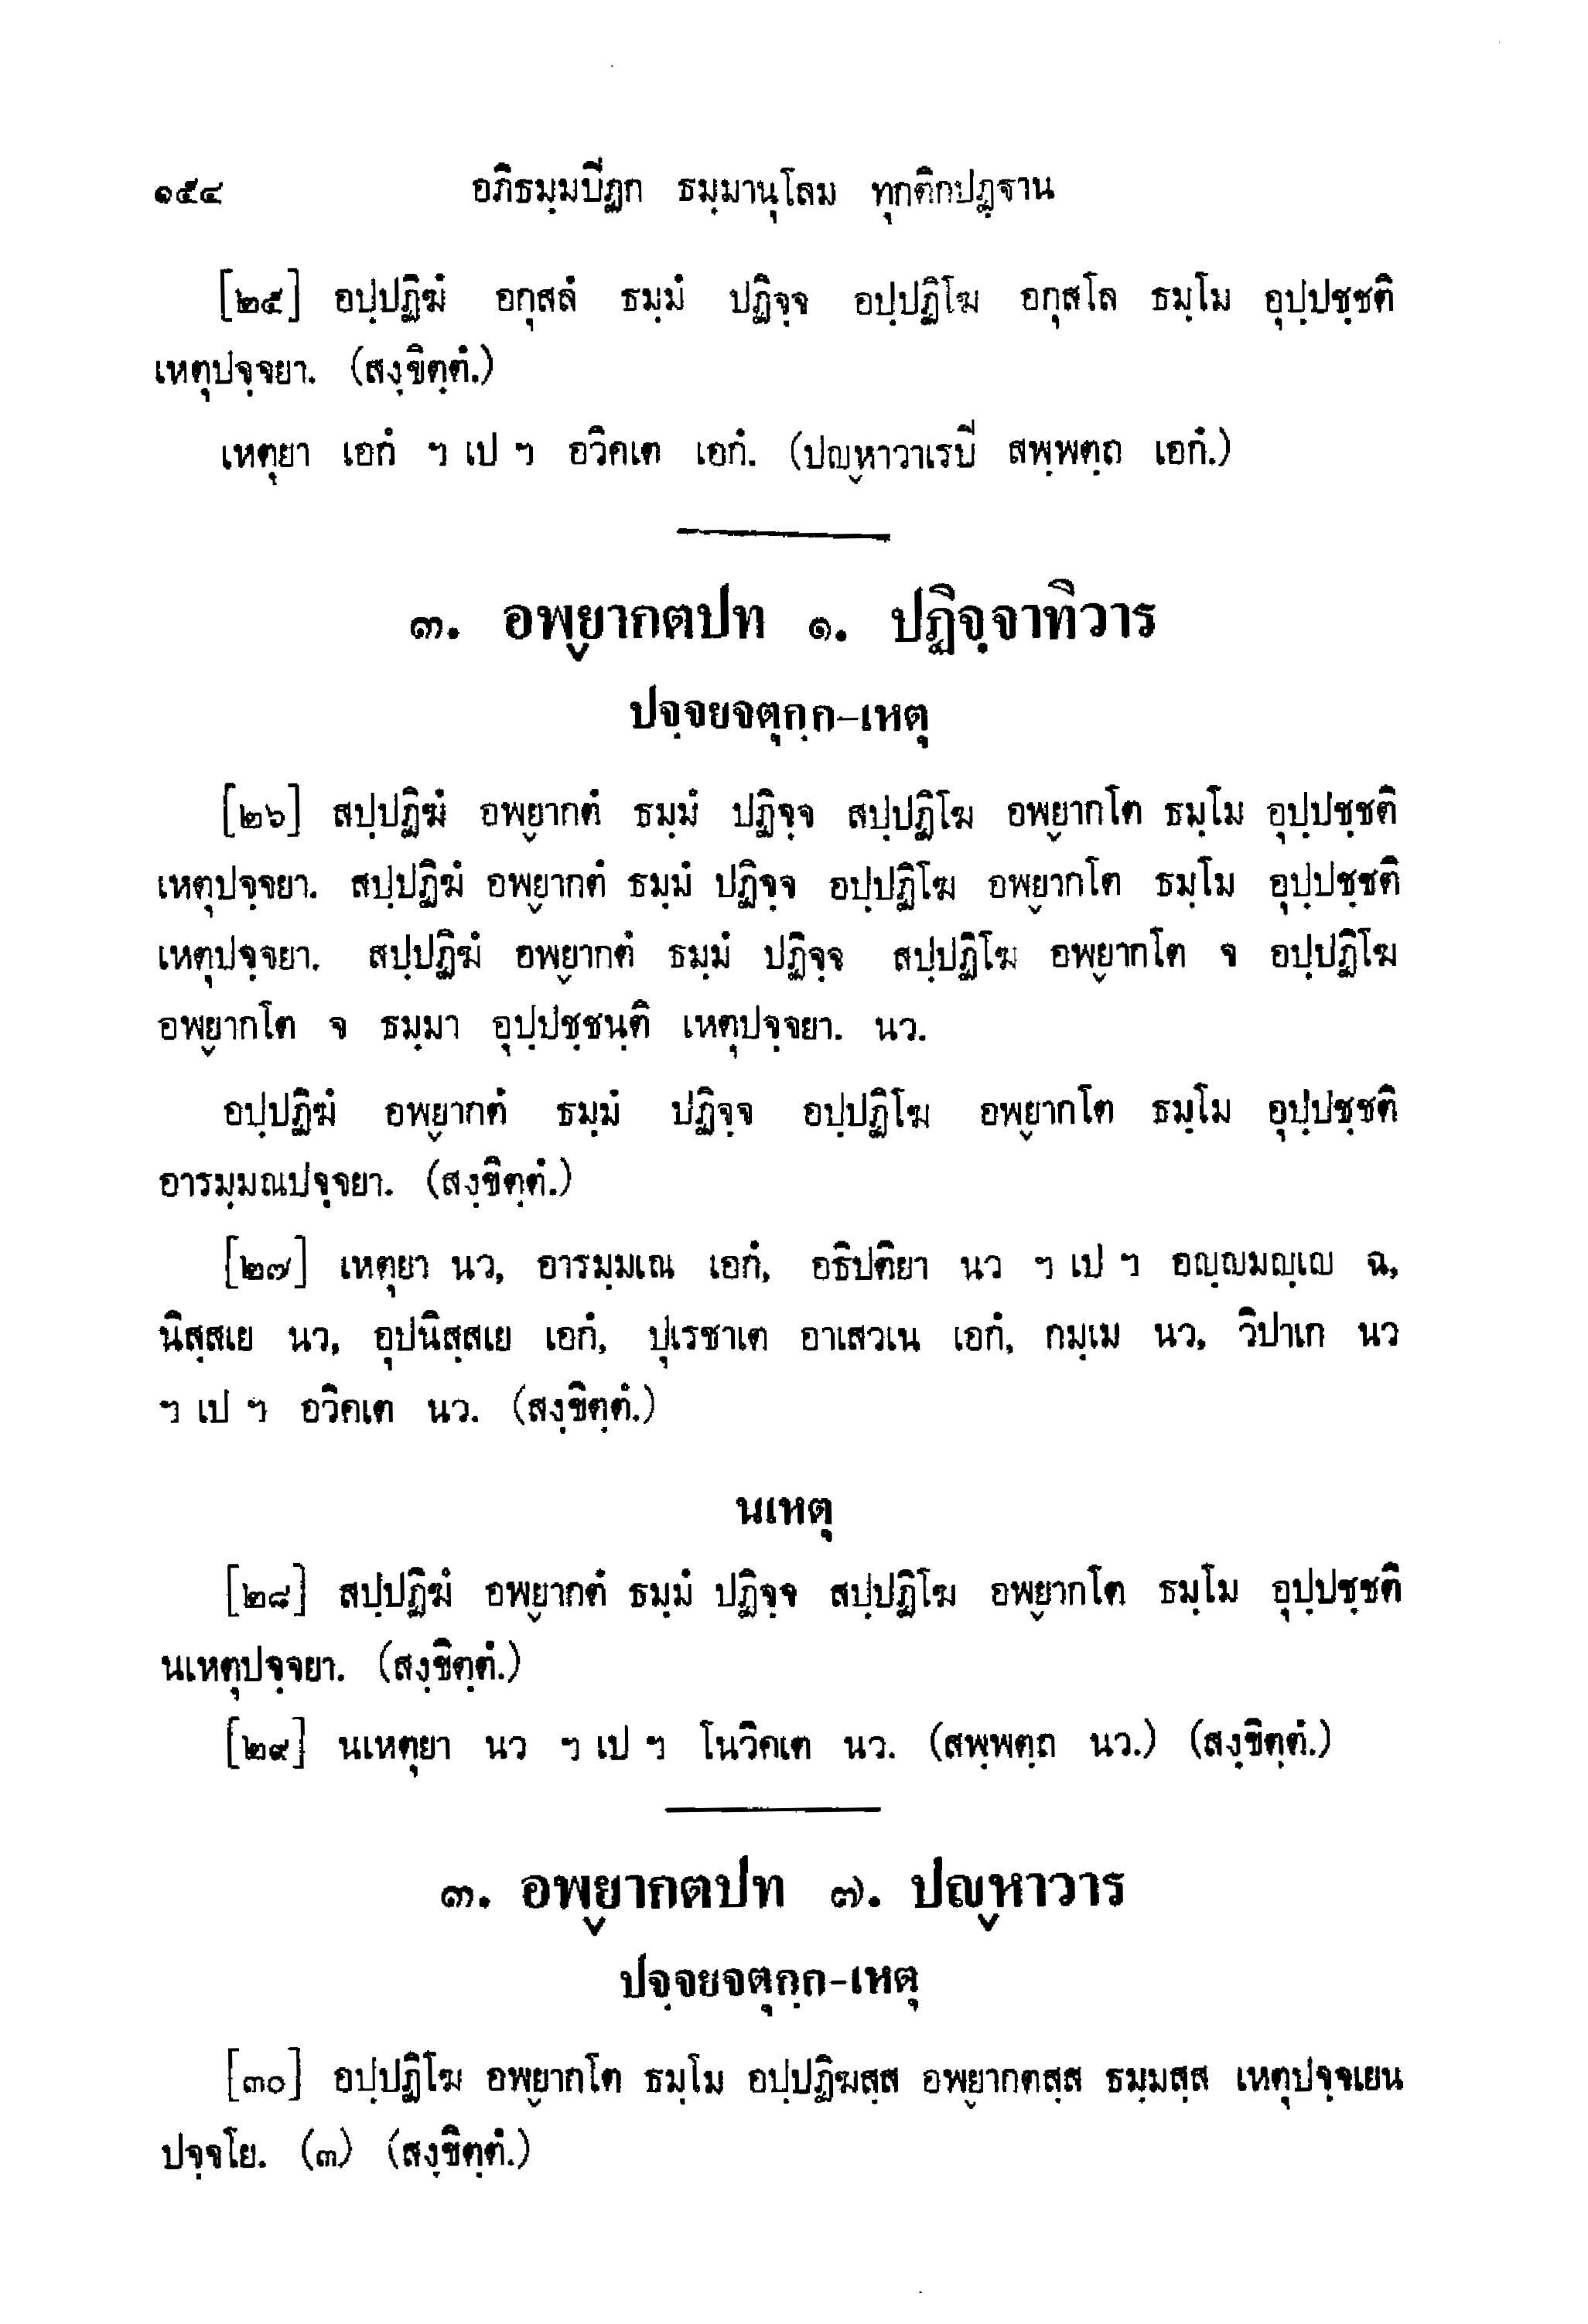 ๑๕๔ อภิธมฺมปิฏก ธมฺมานุโลม ทุกติกปฏฺฐาน
[๒๕] อปฺปฏิฆํ อกุสลํ ธมฺมํ ปฏิจฺจ อปฺปฏิโฆ อกุสโล ธมฺโม อุปฺปชฺชติ
เหตุปจฺจยา. (สงฺขิตฺตํ.)
เหตุยา เอกํ ฯ เป ฯ อวิคเต เอกํ. (ปญฺหาวาเรปิ สพฺพตฺถ เอกํ.)
๓. อพฺยากตปท ๑. ปฏิจฺจาทิวาร
ปจฺจยจตุกฺก-เหตุ
[๒๖] สปฺปฏิฆํ อพฺยากตํ ธมฺมํ ปฏิจฺจ สปฺปฏิโฆ อพฺยากโต ธมฺโม อุปฺปชฺชติ
เหตุปจฺจยา. สปฺปฏิฆํ อพฺยากตํ ธมฺมํ ปฏิจฺจ อปฺปฏิโฆ อพฺยากโต ธมฺโม อุปฺปชฺชติ
เหตุปจฺจยา. สปฺปฏิฆํ อพฺยากตํ ธมฺมํ ปฏิจฺจ สปฺปฏิโฆ อพฺยากโต จ อปฺปฏิโฆ
อพฺยากโต จ ธมฺมา อุปฺปชฺชนฺติ เหตุปจฺจยา. นว.
อปฺปฏิฆํ อพฺยากตํ ธมฺมํ ปฏิจฺจ อปฺปฏิโฆ อพฺยากโต ธมฺโม อุปฺปชฺชติ
อารมฺมณปจฺจยา. (สงฺขิตฺตํ.)
[๒๗] เหตุยา นว, อารมฺมเณ เอกํ, อธิปติยา นว ฯ เป ฯ อญฺญมญฺเญ ฉ,
นิสฺสเย นว, อุปนิสฺสเย เอกํ, ปุเรชาเต อาเสวเน เอกํ, กมฺเม นว, วิปาเก นว
ฯ เป ฯ อวิคเต นว. (สงฺขิตฺตํ.)
นเหตุ
[๒๘] สปฺปฏิฆํ อพฺยากตํ ธมฺมํ ปฏิจฺจ สปฺปฏิโฆ อพฺยากโต ธมฺโม อุปฺปชฺชติ
นเหตุปจฺจยา. (สงฺขิตฺตํ.)
[๒๙] นเหตุยา นว ฯ เป ฯ โนวิคเต นว. (สพฺพตฺถ นว.) (สงฺขิตฺตํ.)
๓. อพฺยากตปท ๗. ปญฺหาวาร
ปจฺจยจตุกฺก-เหตุ
[๓๐] อปฺปฏิโฆ อพฺยากโต ธมฺโม อปฺปฏิฆสฺส อพฺยากตสฺส ธมฺมสฺส เหตุปจฺจเยน
ปจฺจโย. (๓) (สงฺขิตฺตํ.)